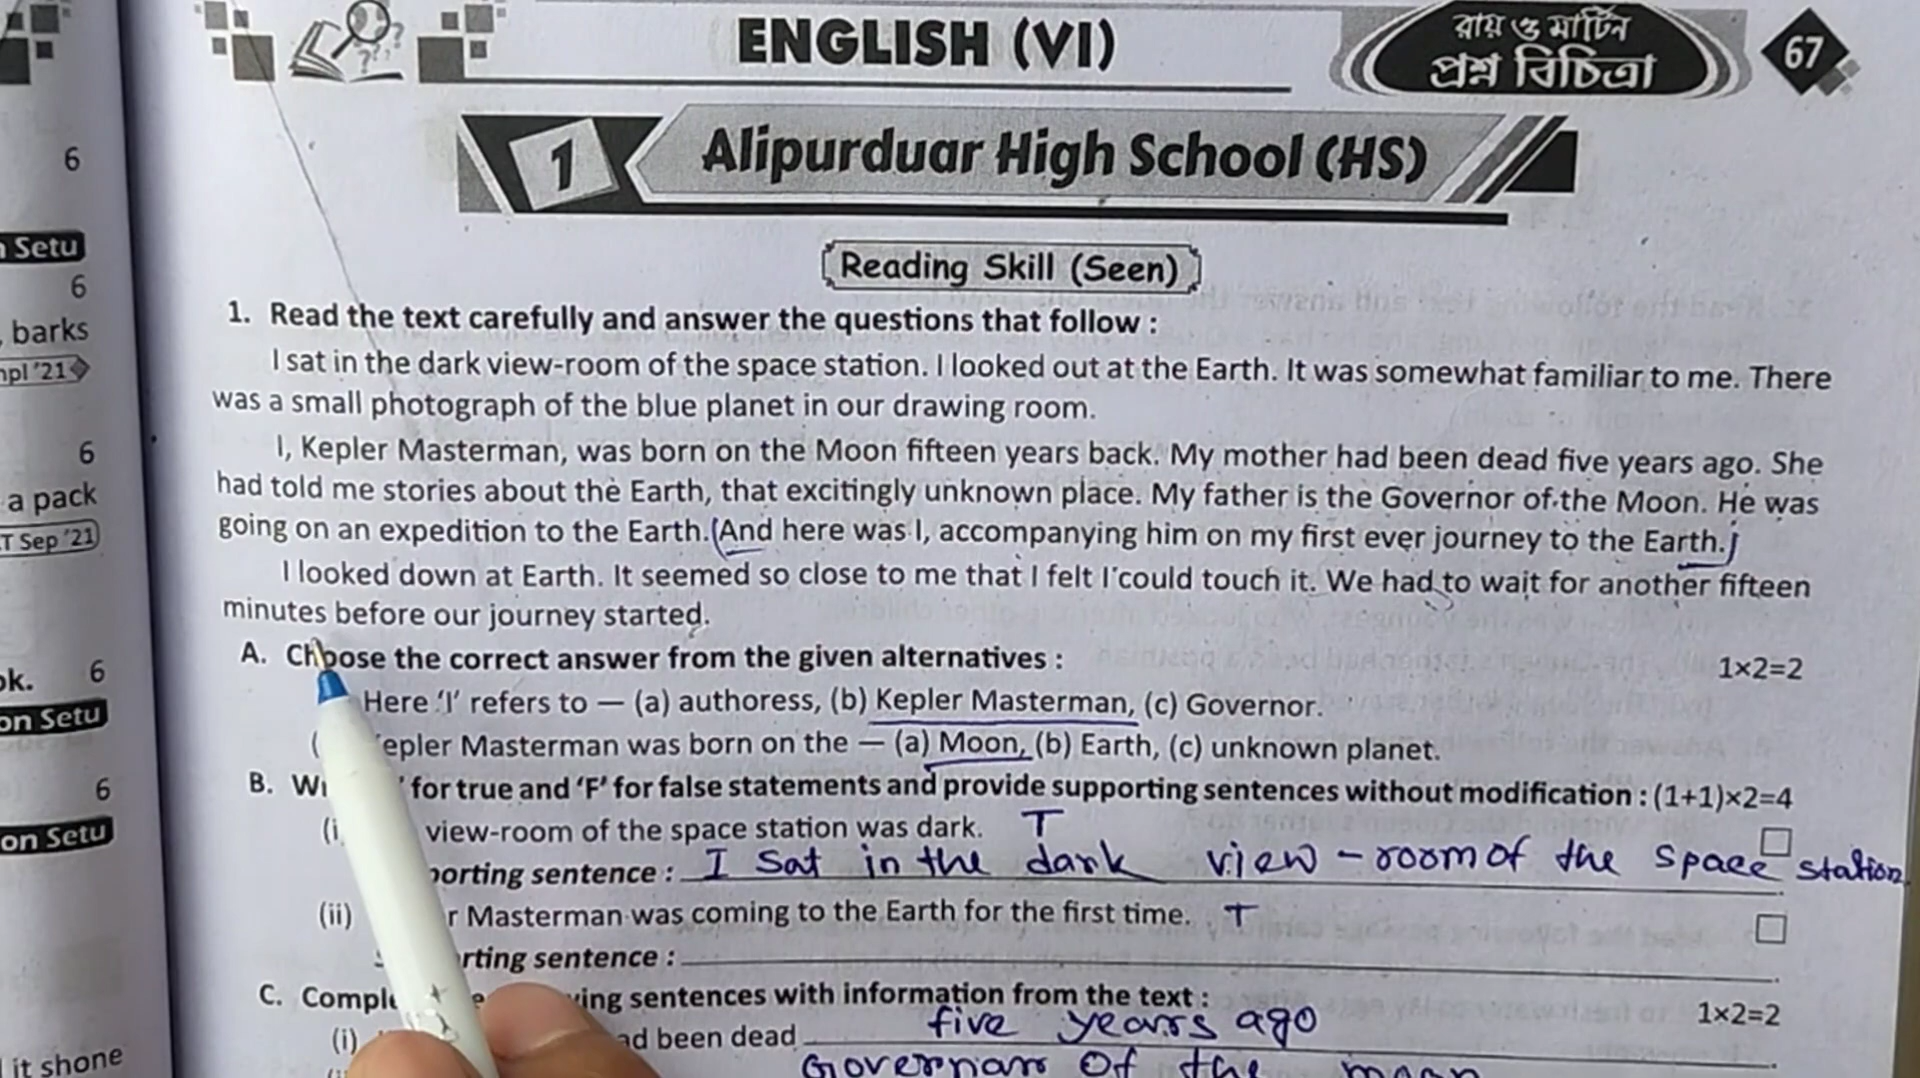 ENGLISH (VI)
রায় ও মার্টিন
প্রশ্ন বিচিত্রা
67
1 Alipurduar High School (HS)
Reading Skill (Seen)
1. Read the text carefully and answer the questions that follow :
I sat in the dark view-room of the space station. I looked out at the Earth. It was somewhat familiar to me. There
was a small photograph of the blue planet in our drawing room.
I, Kepler Masterman, was born on the Moon fifteen years back. My mother had been dead five years ago. She
had told me stories about the Earth, that excitingly unknown place. My father is the Governor of the Moon. He was
going on an expedition to the Earth. (And here was I, accompanying him on my first ever journey to the Earth.)
I looked down at Earth. It seemed so close to me that I felt I could touch it. We had to wait for another fifteen
minutes before our journey started.
A. Choose the correct answer from the given alternatives : 1×2=2
Here 'I' refers to — (a) authoress, (b) Kepler Masterman, (c) Governor.
epler Masterman was born on the — (a) Moon, (b) Earth, (c) unknown planet.
B. for true and 'F' for false statements and provide supporting sentences without modification : (1+1)×2=4
(i view-room of the space station was dark. T
porting sentence : I sat in the dark view-room of the space station
(ii) r Masterman was coming to the Earth for the first time. T
rting sentence :
C. Compl ing sentences with information from the text : 1×2=2
(i) ad been dead five years ago
Of the moon
6
Setu
6
, barks
pl '21
6
a pack
T Sep '21
ok. 6
on Setu
6
on Setu
it shone